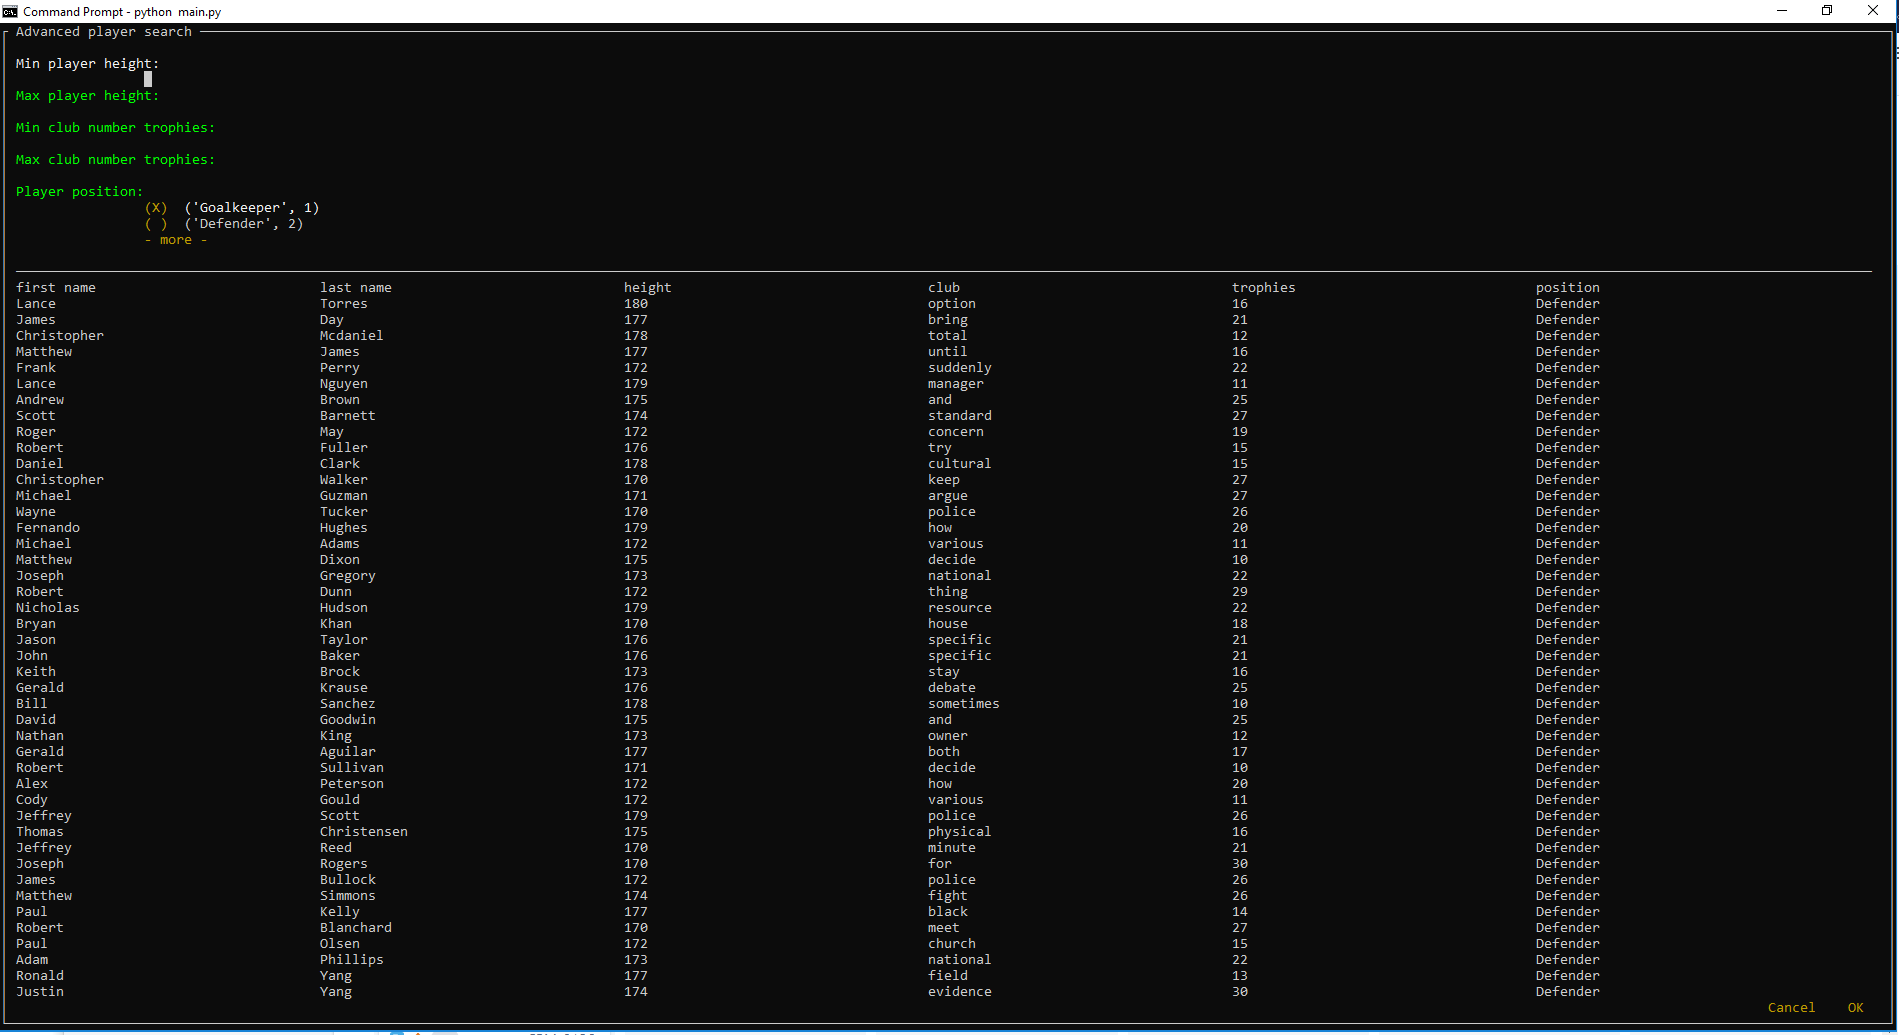 Command Prompt - python  main.py
Advanced player search
Min player height:
Max player height:
Min club number trophies:
Max club number trophies:
Player position:
(X)  ('Goalkeeper', 1)
( )  ('Defender', 2)
- more -
first name last name height club trophies position
Lance Torres 180 option 16 Defender
James Day 177 bring 21 Defender
Christopher Mcdaniel 178 total 12 Defender
Matthew James 177 until 16 Defender
Frank Perry 172 suddenly 22 Defender
Lance Nguyen 179 manager 11 Defender
Andrew Brown 175 and 25 Defender
Scott Barnett 174 standard 27 Defender
Roger May 172 concern 19 Defender
Robert Fuller 176 try 15 Defender
Daniel Clark 178 cultural 15 Defender
Christopher Walker 170 keep 27 Defender
Michael Guzman 171 argue 27 Defender
Wayne Tucker 170 police 26 Defender
Fernando Hughes 179 how 20 Defender
Michael Adams 172 various 11 Defender
Matthew Dixon 175 decide 10 Defender
Joseph Gregory 173 national 22 Defender
Robert Dunn 172 thing 29 Defender
Nicholas Hudson 179 resource 22 Defender
Bryan Khan 170 house 18 Defender
Jason Taylor 176 specific 21 Defender
John Baker 176 specific 21 Defender
Keith Brock 173 stay 16 Defender
Gerald Krause 176 debate 25 Defender
Bill Sanchez 178 sometimes 10 Defender
David Goodwin 175 and 25 Defender
Nathan King 173 owner 12 Defender
Gerald Aguilar 177 both 17 Defender
Robert Sullivan 171 decide 10 Defender
Alex Peterson 172 how 20 Defender
Cody Gould 172 various 11 Defender
Jeffrey Scott 179 police 26 Defender
Thomas Christensen 175 physical 16 Defender
Jeffrey Reed 170 minute 21 Defender
Joseph Rogers 170 for 30 Defender
James Bullock 172 police 26 Defender
Matthew Simmons 174 fight 26 Defender
Paul Kelly 177 black 14 Defender
Robert Blanchard 170 meet 27 Defender
Paul Olsen 172 church 15 Defender
Adam Phillips 173 national 22 Defender
Ronald Yang 177 field 13 Defender
Justin Yang 174 evidence 30 Defender
Cancel OK